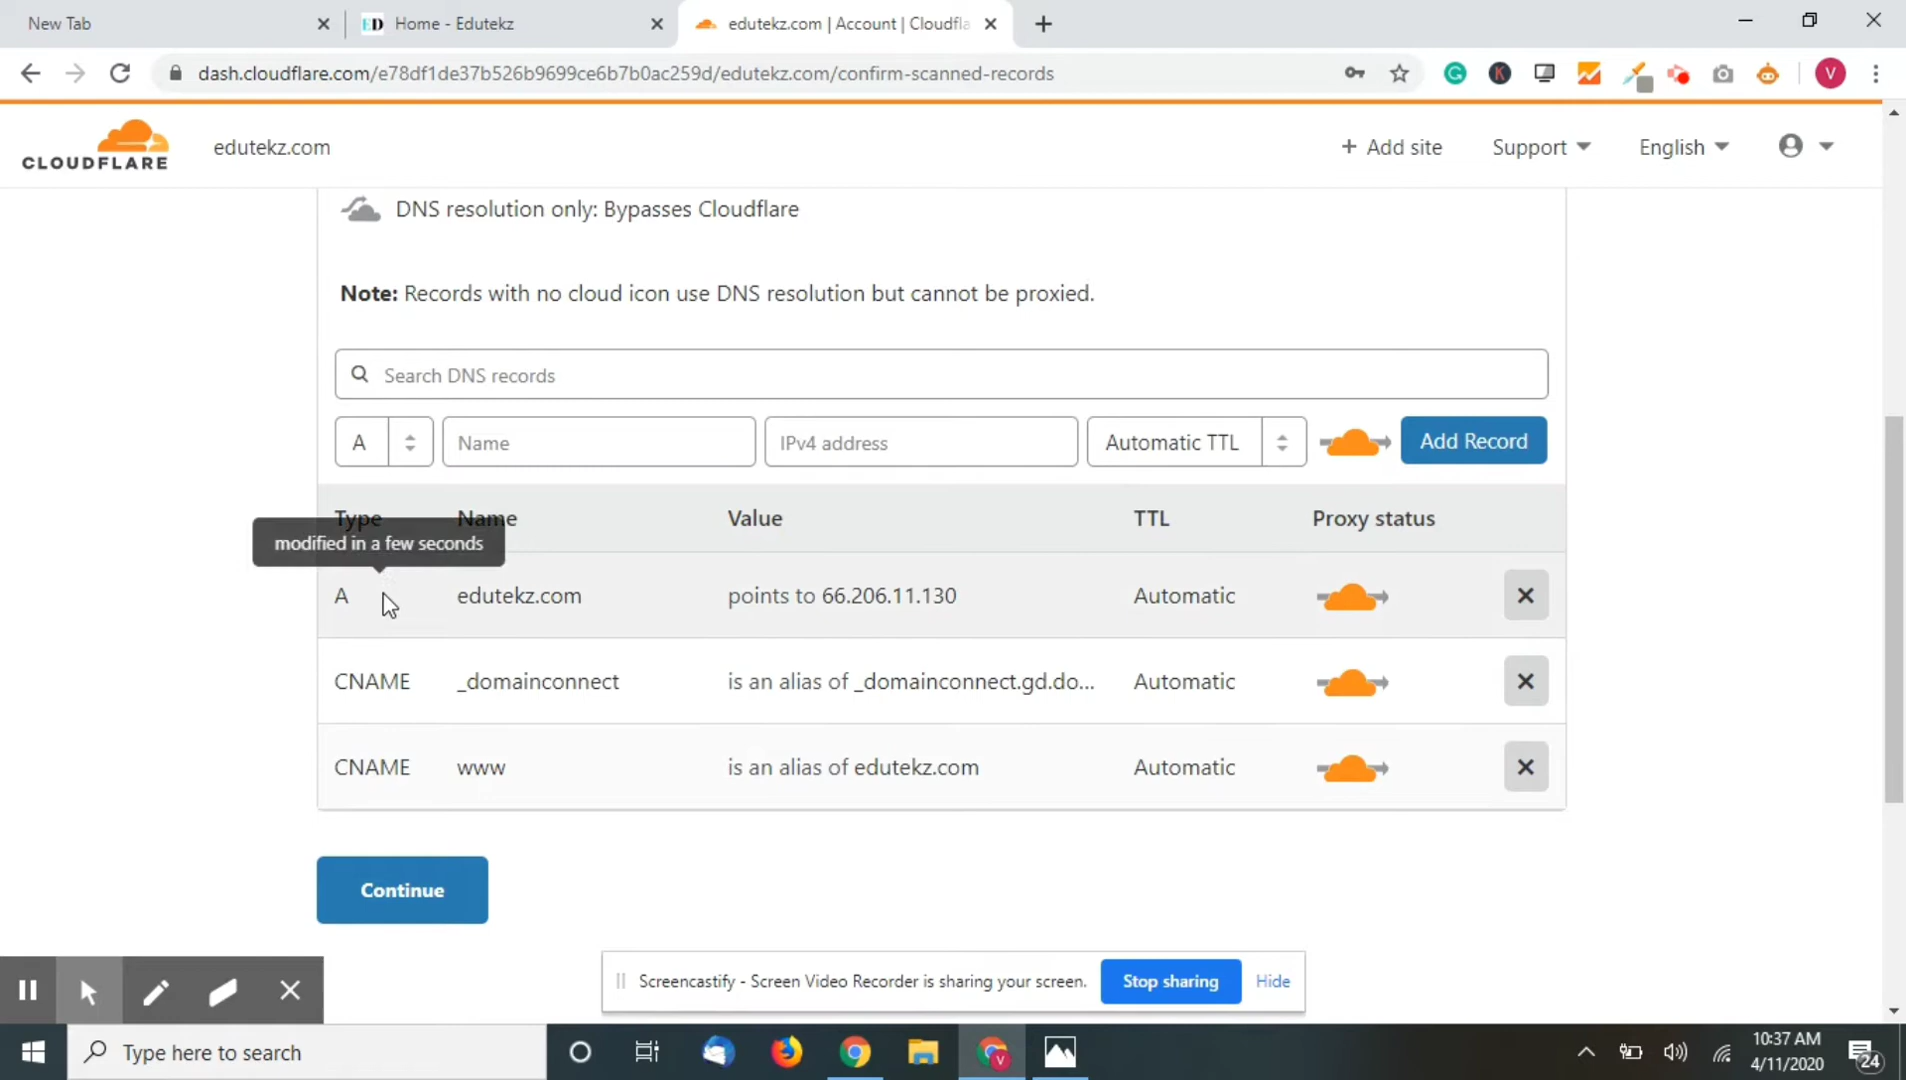 New Tab
ED Home - Edutekz
edutekz.com | Account | Cloudfla
dash.cloudflare.com/e78df1de37b526b9699ce6b7b0ac259d/edutekz.com/confirm-scanned-records
K
V
CLOUDFLARE
edutekz.com
+ Add site
Support
English
DNS resolution only: Bypasses Cloudflare
Note: Records with no cloud icon use DNS resolution but cannot be proxied.
Search DNS records
A
Name
IPv4 address
Automatic TTL
Add Record
Type Name Value TTL Proxy status
modified in a few seconds
A edutekz.com points to 66.206.11.130 Automatic
CNAME _domainconnect is an alias of _domainconnect.gd.do... Automatic
CNAME www is an alias of edutekz.com Automatic
Continue
Screencastify - Screen Video Recorder is sharing your screen.
Stop sharing
Hide
Type here to search
V
10:37 AM
4/11/2020
24